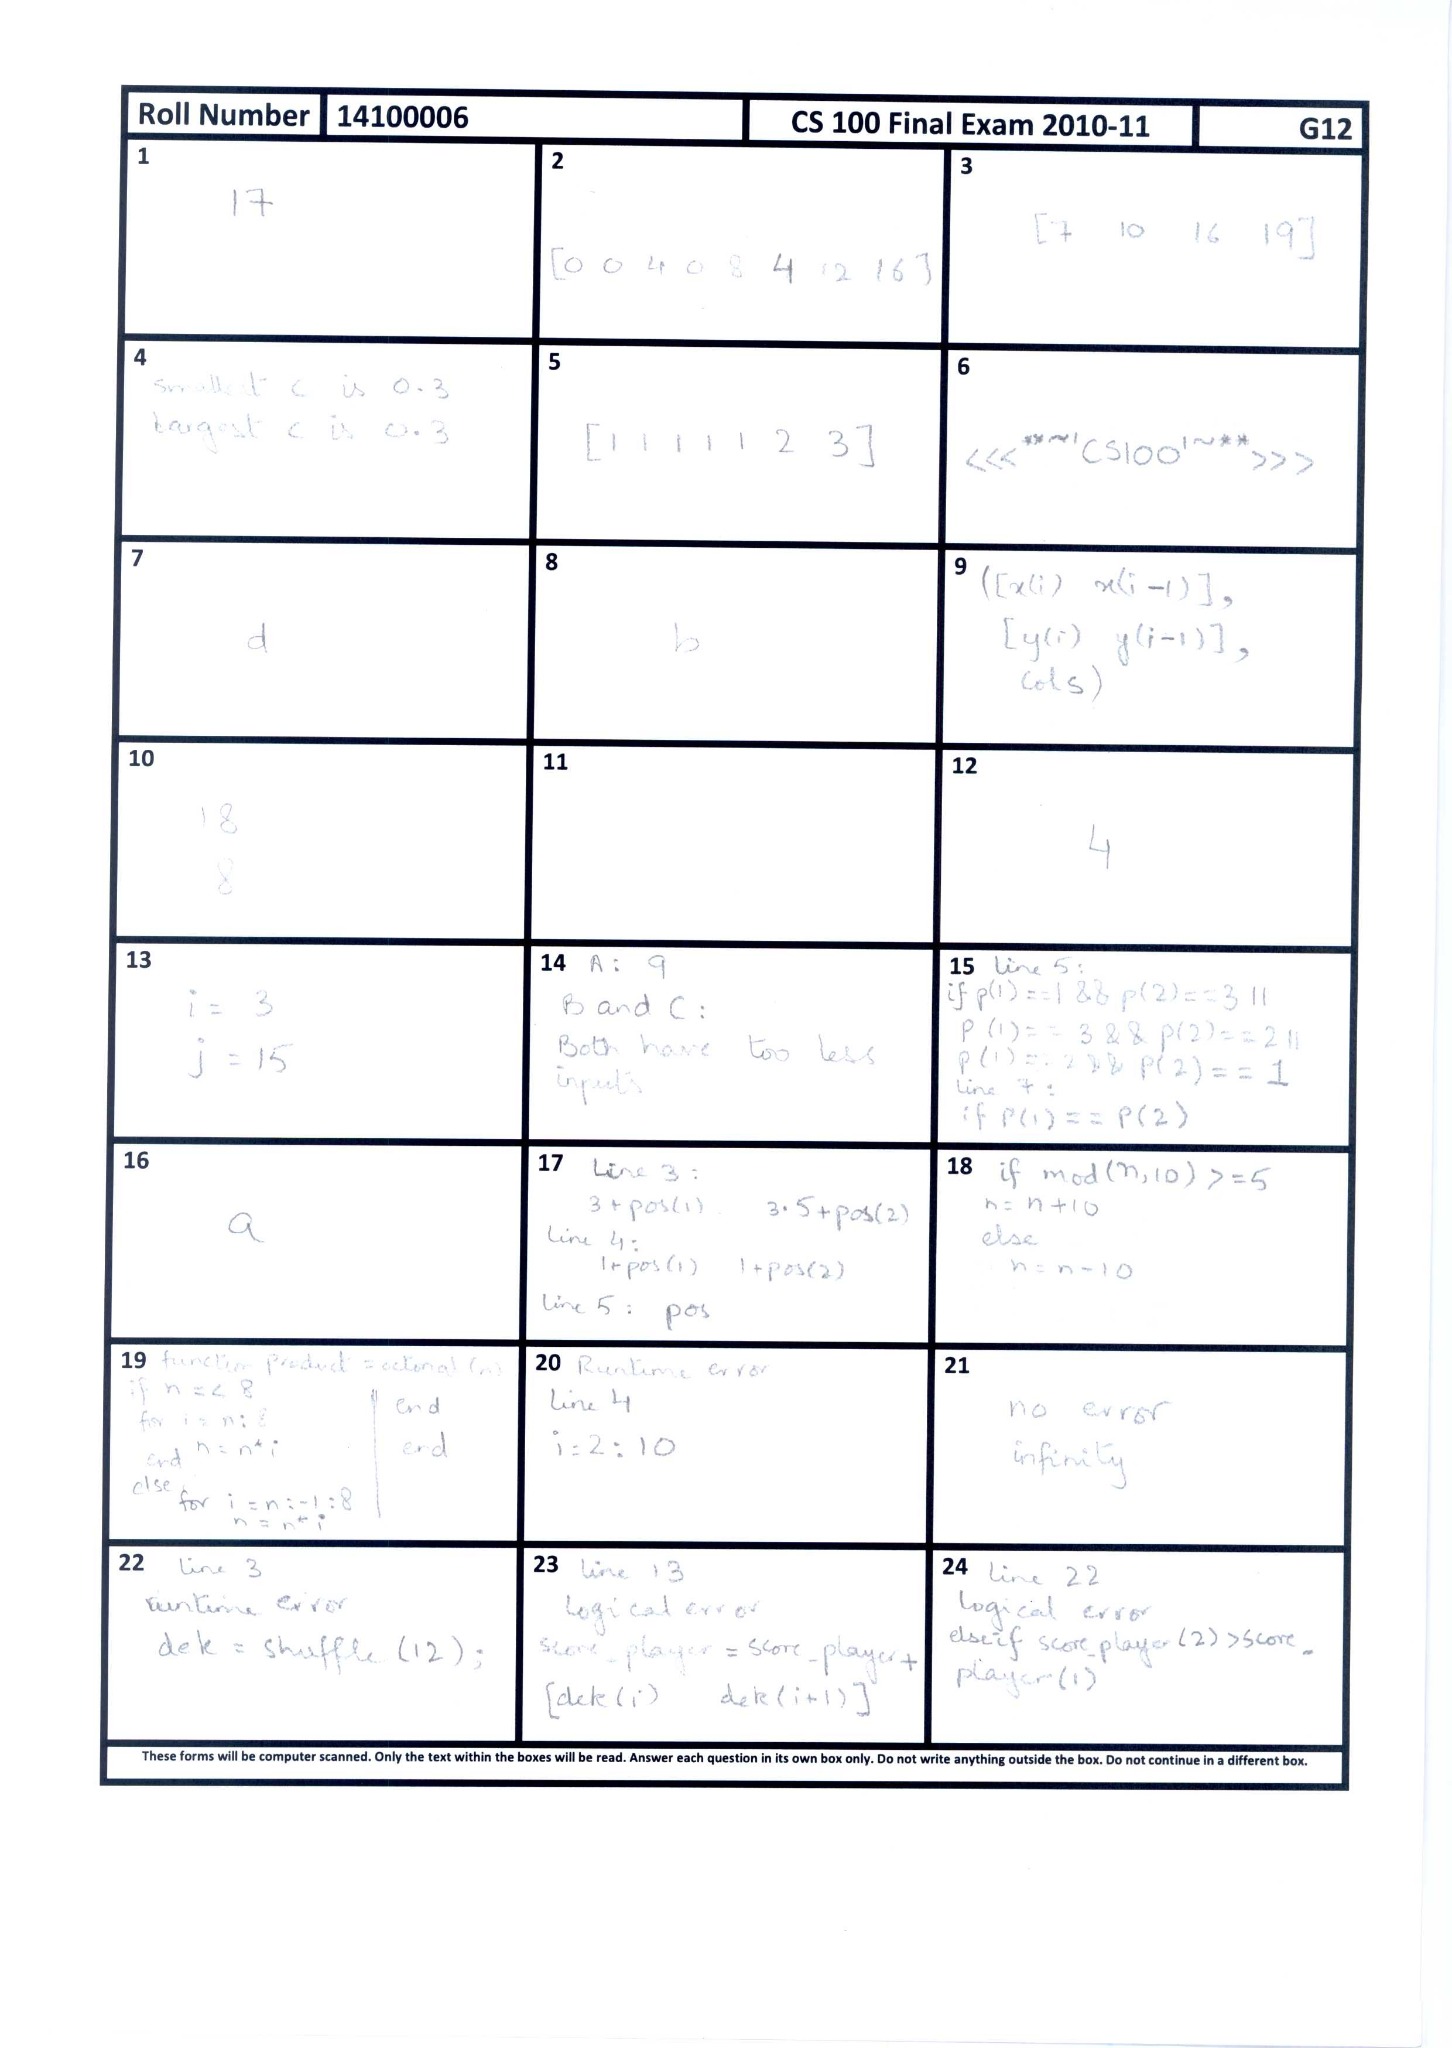 Roll Number 14100006 CS 100 Final Exam 2010-11 G12
1
17
2
[0 0 4 0 8 4 12 16]
3
[7 10 16 19]
4
smallest c is 0.3
Largest c is 0.3
5
[1 1 1 1 1 2 3]
6
<<<**~'CS100'~**>>>
7
d
8
b
9 ([x(i) x(i-1)],
[y(i) y(i-1)],
cols)
10
18
8
11
12
4
13
i = 3
j = 15
14 A: 9
B and C:
Both have too less
inputs
15 line 5:
if p(1)==1 && p(2)==3 ||
p(1)== 3 && p(2)==2 ||
p(1)==2 && p(2)==1
line 7:
if p(1)==p(2)
16
a
17 Line 3:
3+pos(1) 3.5+pos(2)
line 4:
1+pos(1) 1+pos(2)
line 5: pos
18 if mod(n,10)>=5
n=n+10
else
n=n-10
19 function product = octorial (n)
if n =< 8
for i = n:8
n = n*i
end
else
for i = n:-1:8
n = n*i
end
end
20 Runtime error
line 4
i=2:10
21
no error
infinity
22 line 3
runtime error
dek = shuffle (12);
23 line 13
Logical error
score_player = score_player+
[dek(i) dek(i+1)]
24 line 22
Logical error
elseif score_player(2)>score_
player(1)
These forms will be computer scanned. Only the text within the boxes will be read. Answer each question in its own box only. Do not write anything outside the box. Do not continue in a different box.